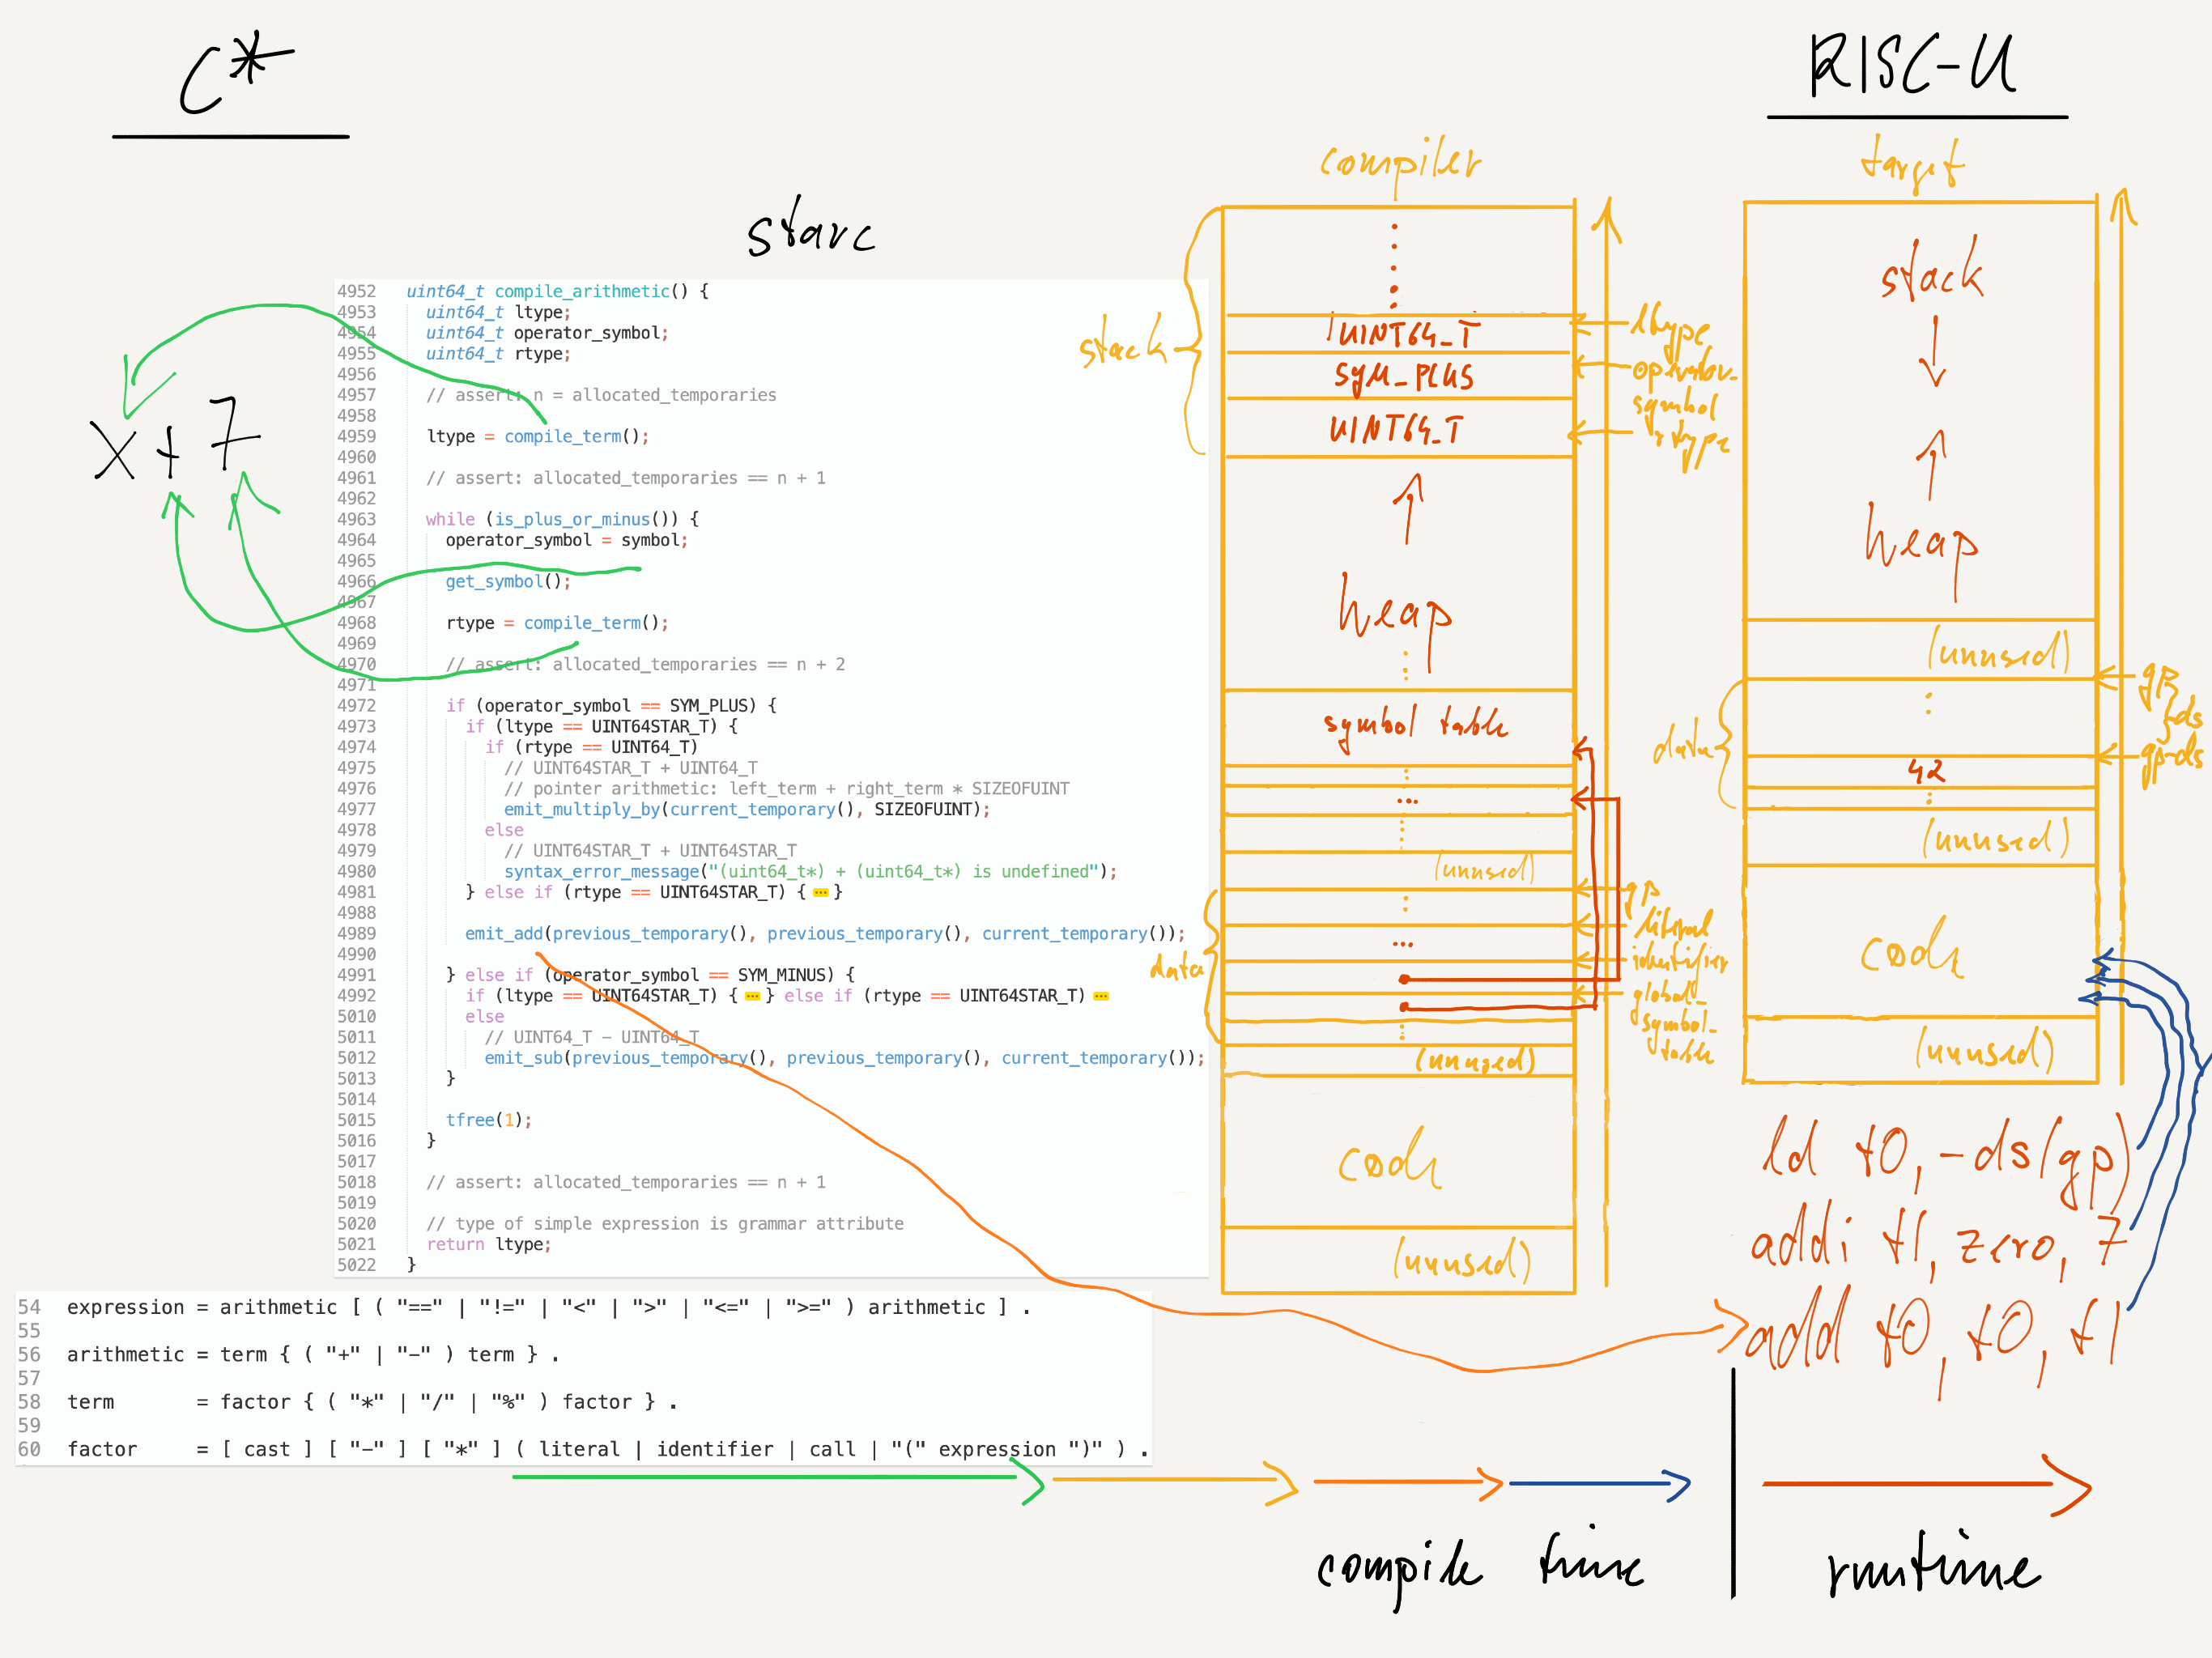 C*
RISC-U
compiler
target
starc
x + 7
4952 uint64_t compile_arithmetic() {
4953 uint64_t ltype;
4954 uint64_t operator_symbol;
4955 uint64_t rtype;
4956
4957 // assert: n = allocated_temporaries
4958
4959 ltype = compile_term();
4960
4961 // assert: allocated_temporaries == n + 1
4962
4963 while (is_plus_or_minus()) {
4964 operator_symbol = symbol;
4965
4966 get_symbol();
4967
4968 rtype = compile_term();
4969
4970 // assert: allocated_temporaries == n + 2
4971
4972 if (operator_symbol == SYM_PLUS) {
4973 if (ltype == UINT64STAR_T) {
4974 if (rtype == UINT64_T)
4975 // UINT64STAR_T + UINT64_T
4976 // pointer arithmetic: left_term + right_term * SIZEOFUINT
4977 emit_multiply_by(current_temporary(), SIZEOFUINT);
4978 else
4979 // UINT64STAR_T + UINT64STAR_T
4980 syntax_error_message("(uint64_t*) + (uint64_t*) is undefined");
4981 } else if (rtype == UINT64STAR_T) { ... }
4988
4989 emit_add(previous_temporary(), previous_temporary(), current_temporary());
4990
4991 } else if (operator_symbol == SYM_MINUS) {
4992 if (ltype == UINT64STAR_T) { ... } else if (rtype == UINT64STAR_T) ...
5010 else
5011 // UINT64_T - UINT64_T
5012 emit_sub(previous_temporary(), previous_temporary(), current_temporary());
5013 }
5014
5015 tfree(1);
5016 }
5017
5018 // assert: allocated_temporaries == n + 1
5019
5020 // type of simple expression is grammar attribute
5021 return ltype;
5022 }
54 expression = arithmetic [ ( "==" | "!=" | "<" | ">" | "<=" | ">=" ) arithmetic ] .
55
56 arithmetic = term { ( "+" | "-" ) term } .
57
58 term = factor { ( "*" | "/" | "%" ) factor } .
59
60 factor = [ cast ] [ "-" ] [ "*" ] ( literal | identifier | call | "(" expression ")" ) .
stack
UINT64_T
ltype
SYM_PLUS
operator_
symbol
UINT64_T
rtype
heap
symbol table
...
(unused)
gp
literal
...
data
identifier
global_
symbol_
table
(unused)
code
(unused)
stack
heap
(unused)
gp
data
-ds
gp-ds
42
(unused)
code
(unused)
ld t0,-ds(gp)
addi t1,zero,7
add t0,t0,t1
compile time
runtime